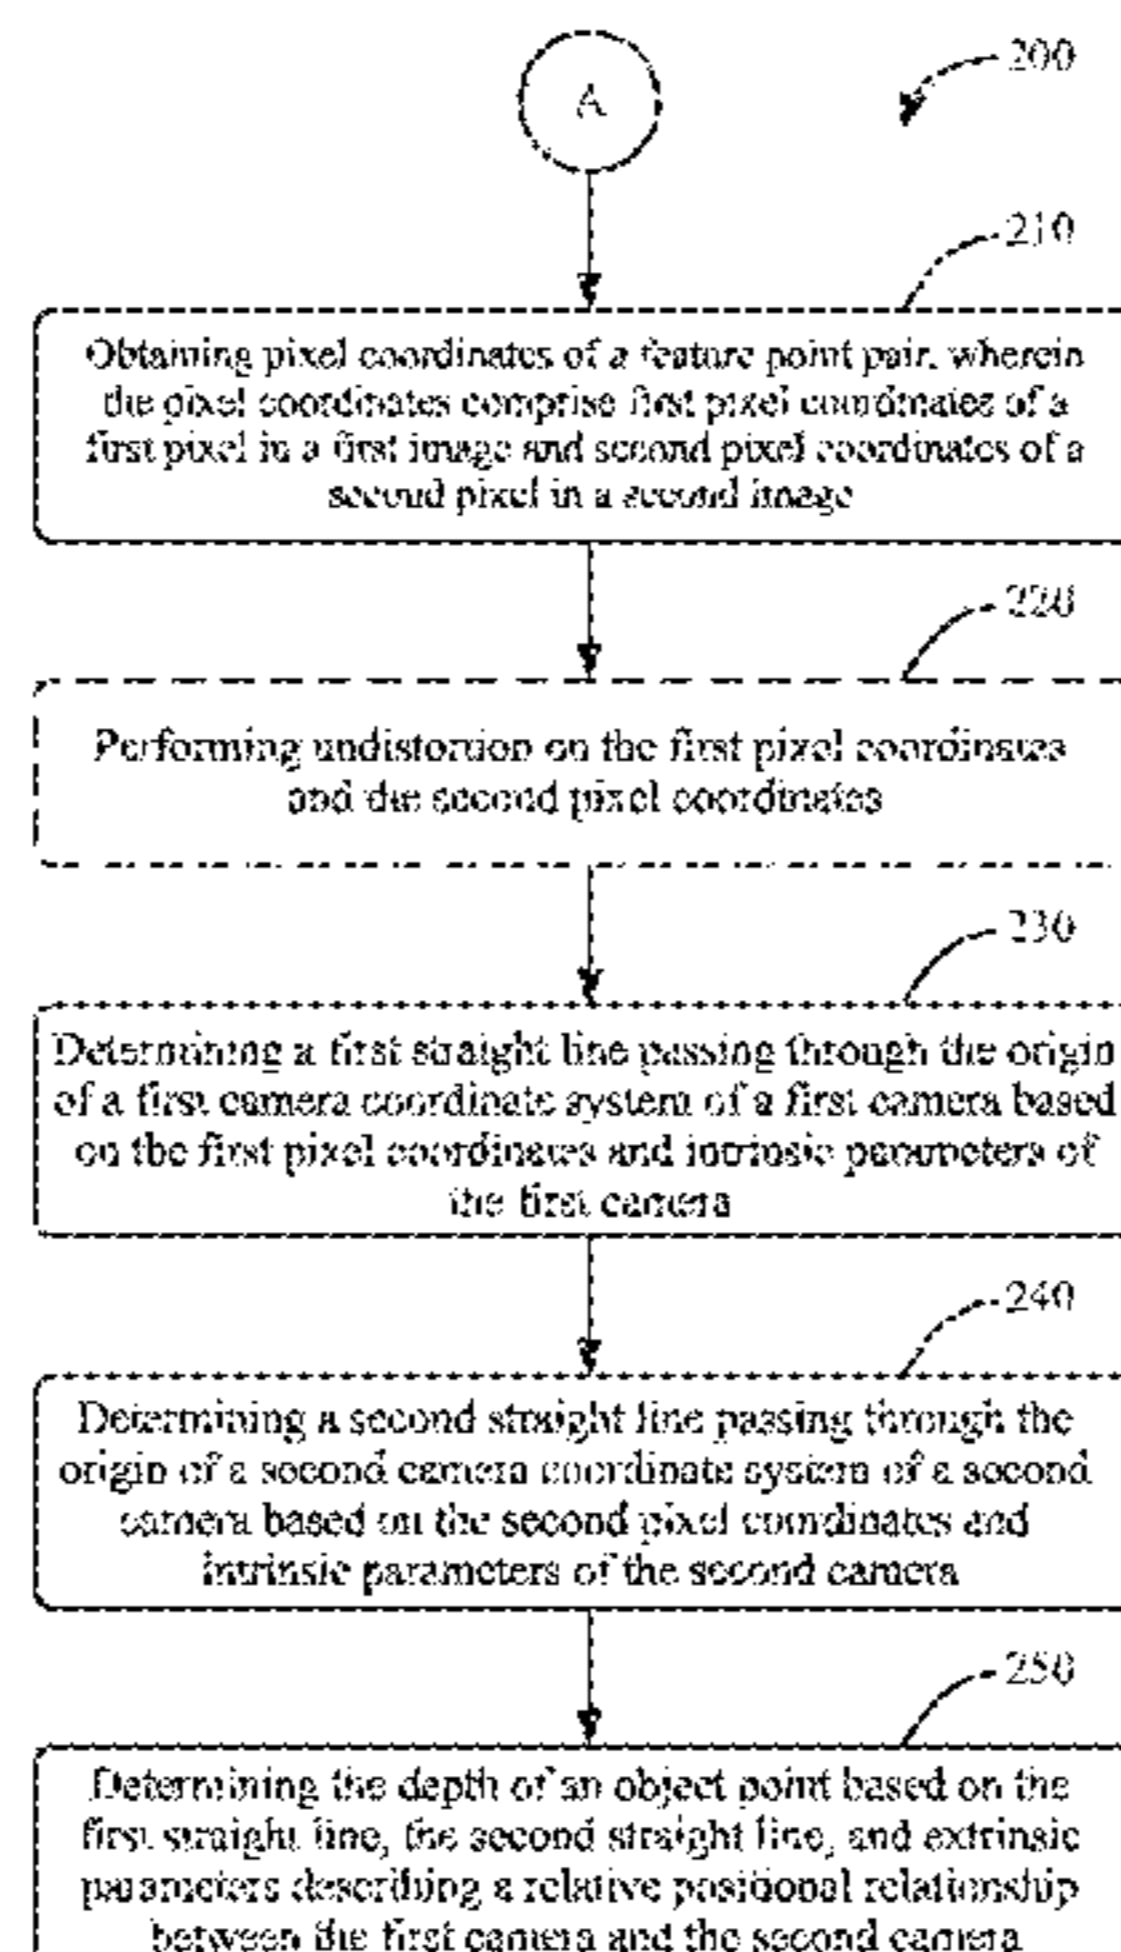 A
200
210
Obtaining pixel coordinates of a feature point pair, wherein
the pixel coordinates comprise first pixel coordinates of a
first pixel in a first image and second pixel coordinates of a
second pixel in a second image
220
Performing undistortion on the first pixel coordinates
and the second pixel coordinates
230
Determining a first straight line passing through the origin
of a first camera coordinate system of a first camera based
on the first pixel coordinates and intrinsic parameters of
the first camera
240
Determining a second straight line passing through the
origin of a second camera coordinate system of a second
camera based on the second pixel coordinates and
intrinsic parameters of the second camera
250
Determining the depth of an object point based on the
first straight line, the second straight line, and extrinsic
parameters describing a relative positional relationship
between the first camera and the second camera